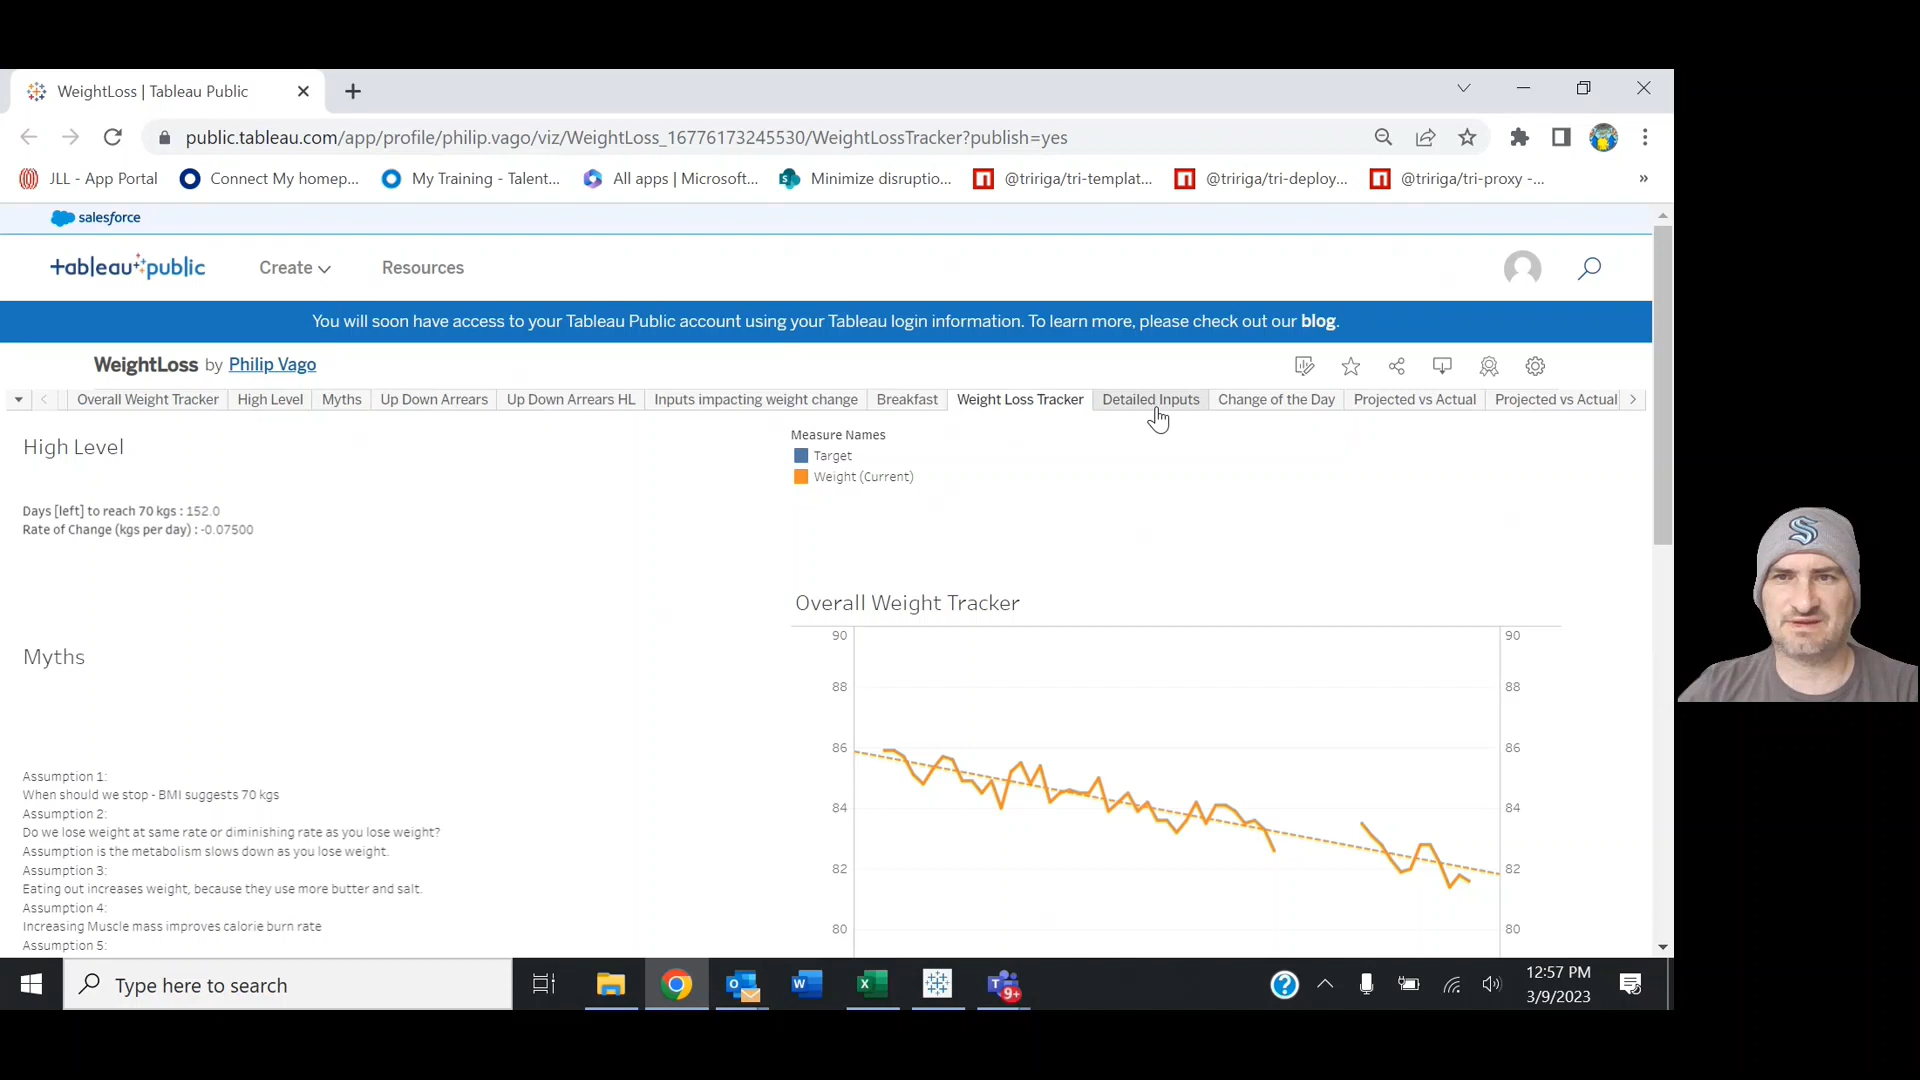 WeightLoss | Tableau Public
public.tableau.com/app/profile/philip.vago/viz/WeightLoss_16776173245530/WeightLossTracker?publish=yes
JLL - App Portal
Connect My homep...
My Training - Talent...
All apps | Microsoft...
Minimize disruptio...
@tririga/tri-templat...
@tririga/tri-deploy...
@tririga/tri-proxy -...
»
salesforce
+ableau public
Create
Resources
You will soon have access to your Tableau Public account using your Tableau login information. To learn more, please check out our blog.
WeightLoss by Philip Vago
Overall Weight Tracker
High Level
Myths
Up Down Arrears
Up Down Arrears HL
Inputs impacting weight change
Breakfast
Weight Loss Tracker
Detailed Inputs
Change of the Day
Projected vs Actual
Projected vs Actual
High Level
Days [left] to reach 70 kgs : 152.0
Rate of Change (kgs per day) : -0.07500
Myths
Assumption 1:
When should we stop - BMI suggests 70 kgs
Assumption 2:
Do we lose weight at same rate or diminishing rate as you lose weight?
Assumption is the metabolism slows down as you lose weight.
Assumption 3:
Eating out increases weight, because they use more butter and salt.
Assumption 4:
Increasing Muscle mass improves calorie burn rate
Assumption 5:
Measure Names
Target
Weight (Current)
Overall Weight Tracker
90 90
88 88
86 86
84 84
82 82
80 80
Type here to search
9+
12:57 PM
3/9/2023